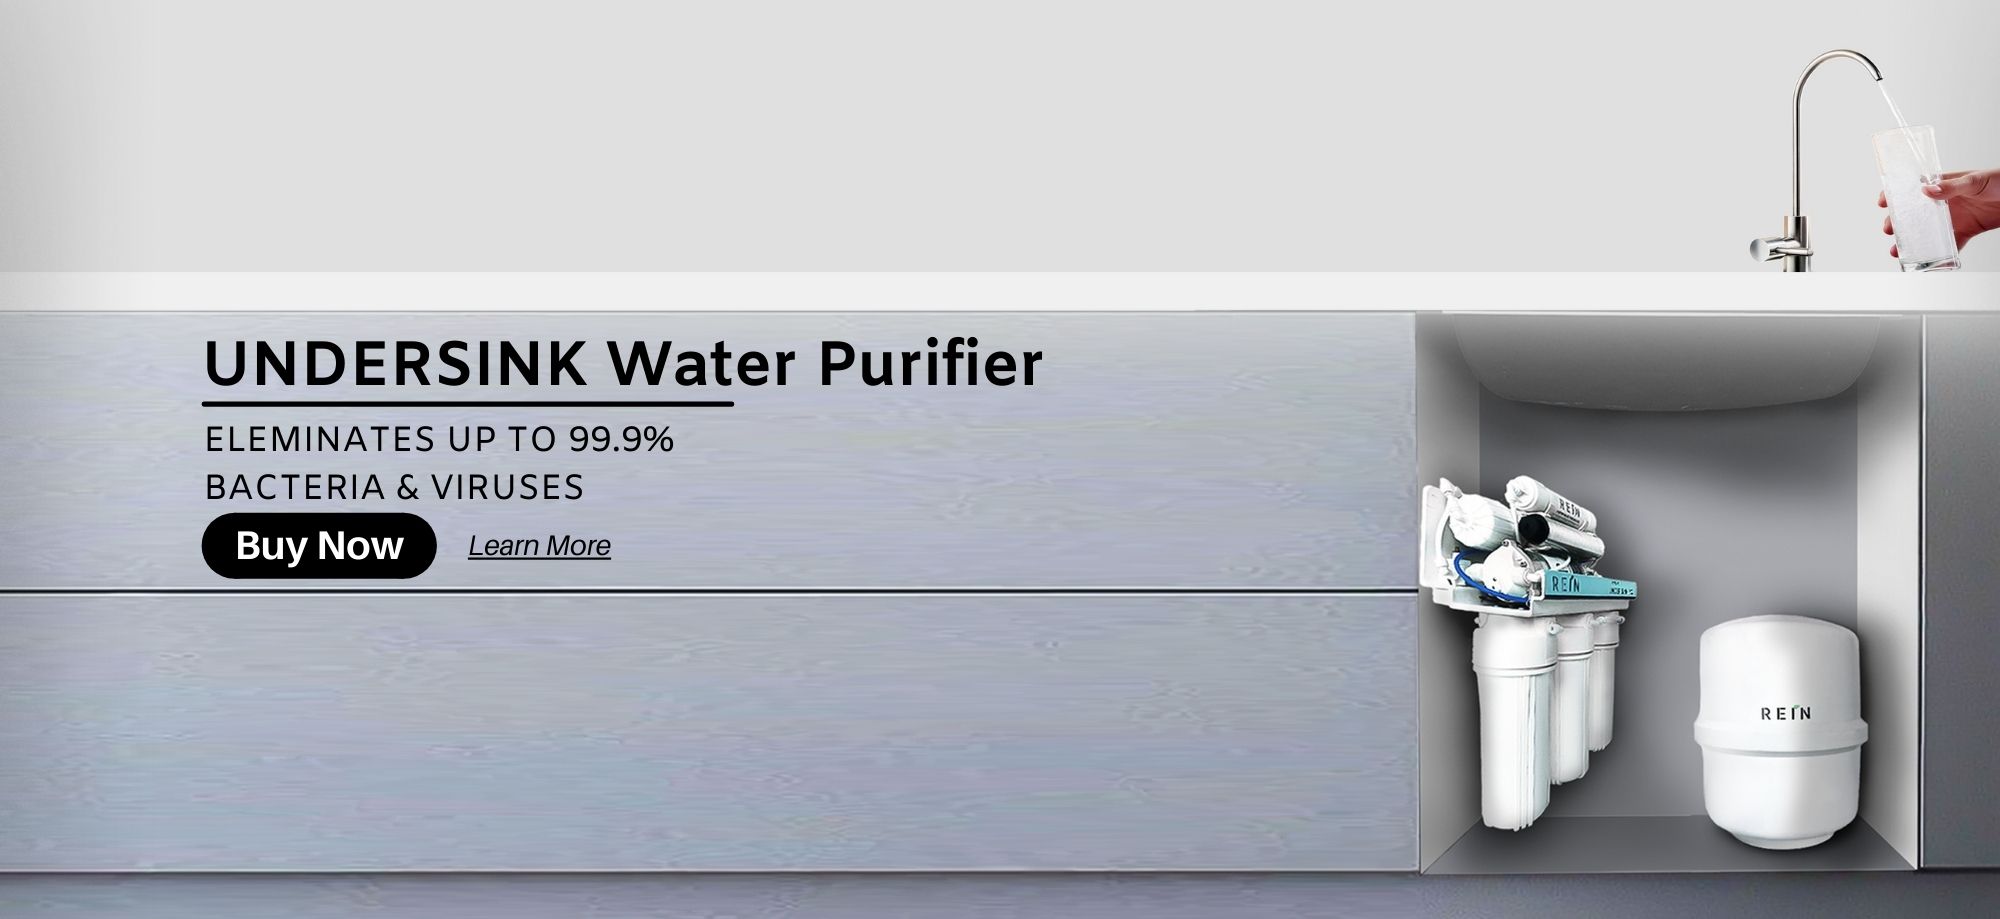 UNDERSINK Water Purifier
ELEMINATES UP TO 99.9%
BACTERIA & VIRUSES
Buy Now
Learn More
REIN
REIN
REIN